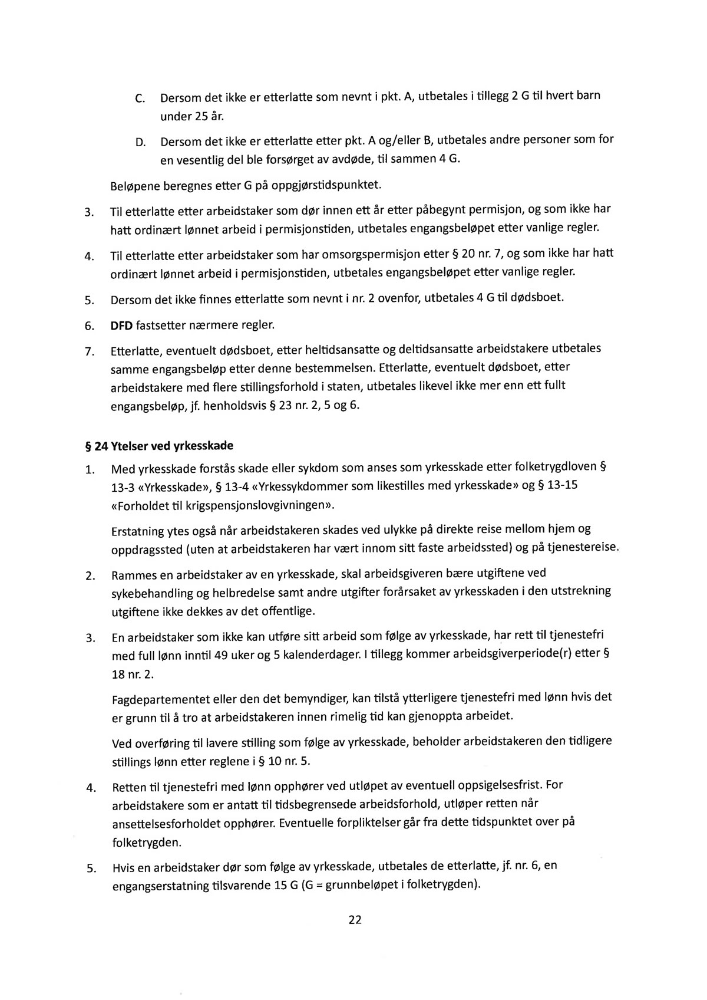 C. Dersom det ikke er etterlatte som nevnt i pkt. A, utbetales i tillegg 2 G til hvert barn
under 25 år.
D. Dersom det ikke er etterlatte etter pkt. A og/eller B, utbetales andre personer som for
en vesentlig del ble forsørget av avdøde, til sammen 4 G.
Beløpene beregnes etter G på oppgjørstidspunktet.
3. Til etterlatte etter arbeidstaker som dør innen ett år etter påbegynt permisjon, og som ikke har
hatt ordinært lønnet arbeid i permisjonstiden, utbetales engangsbeløpet etter vanlige regler.
4. Til etterlatte etter arbeidstaker som har omsorgspermisjon etter § 20 nr. 7, og som ikke har hatt
ordinært lønnet arbeid i permisjonstiden, utbetales engangsbeløpet etter vanlige regler.
5. Dersom det ikke finnes etterlatte som nevnt i nr. 2 ovenfor, utbetales 4 G til dødsboet.
6. DFD fastsetter nærmere regler.
7. Etterlatte, eventuelt dødsboet, etter heltidsansatte og deltidsansatte arbeidstakere utbetales
samme engangsbeløp etter denne bestemmelsen. Etterlatte, eventuelt dødsboet, etter
arbeidstakere med flere stillingsforhold i staten, utbetales likevel ikke mer enn ett fullt
engangsbeløp, jf. henholdsvis § 23 nr. 2, 5 og 6.
§ 24 Ytelser ved yrkesskade
1. Med yrkesskade forstås skade eller sykdom som anses som yrkesskade etter folketrygdloven §
13-3 «Yrkesskade», § 13-4 «Yrkessykdommer som likestilles med yrkesskade» og § 13-15
«Forholdet til krigspensjonslovgivningen».
Erstatning ytes også når arbeidstakeren skades ved ulykke på direkte reise mellom hjem og
oppdragssted (uten at arbeidstakeren har vært innom sitt faste arbeidssted) og på tjenestereise.
2. Rammes en arbeidstaker av en yrkesskade, skal arbeidsgiveren bære utgiftene ved
sykebehandling og helbredelse samt andre utgifter forårsaket av yrkesskaden i den utstrekning
utgiftene ikke dekkes av det offentlige.
3. En arbeidstaker som ikke kan utføre sitt arbeid som følge av yrkesskade, har rett til tjenestefri
med full lønn inntil 49 uker og 5 kalenderdager. I tillegg kommer arbeidsgiverperiode(r) etter §
18 nr. 2.
Fagdepartementet eller den det bemyndiger, kan tilstå ytterligere tjenestefri med lønn hvis det
er grunn til å tro at arbeidstakeren innen rimelig tid kan gjenoppta arbeidet.
Ved overføring til lavere stilling som følge av yrkesskade, beholder arbeidstakeren den tidligere
stillings lønn etter reglene i § 10 nr. 5.
4. Retten til tjenestefri med lønn opphører ved utløpet av eventuell oppsigelsesfrist. For
arbeidstakere som er antatt til tidsbegrensede arbeidsforhold, utløper retten når
ansettelsesforholdet opphører. Eventuelle forpliktelser går fra dette tidspunktet over på
folketrygden.
5. Hvis en arbeidstaker dør som følge av yrkesskade, utbetales de etterlatte, jf. nr. 6, en
engangserstatning tilsvarende 15 G (G = grunnbeløpet i folketrygden).
22